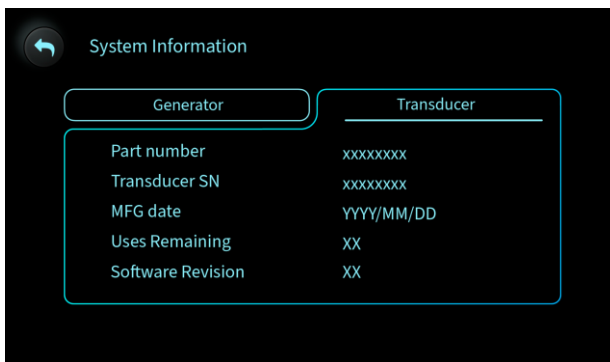 System Information
Generator Transducer
Part number xxxxxxxx
Transducer SN xxxxxxxx
MFG date YYYY/MM/DD
Uses Remaining XX
Software Revision XX